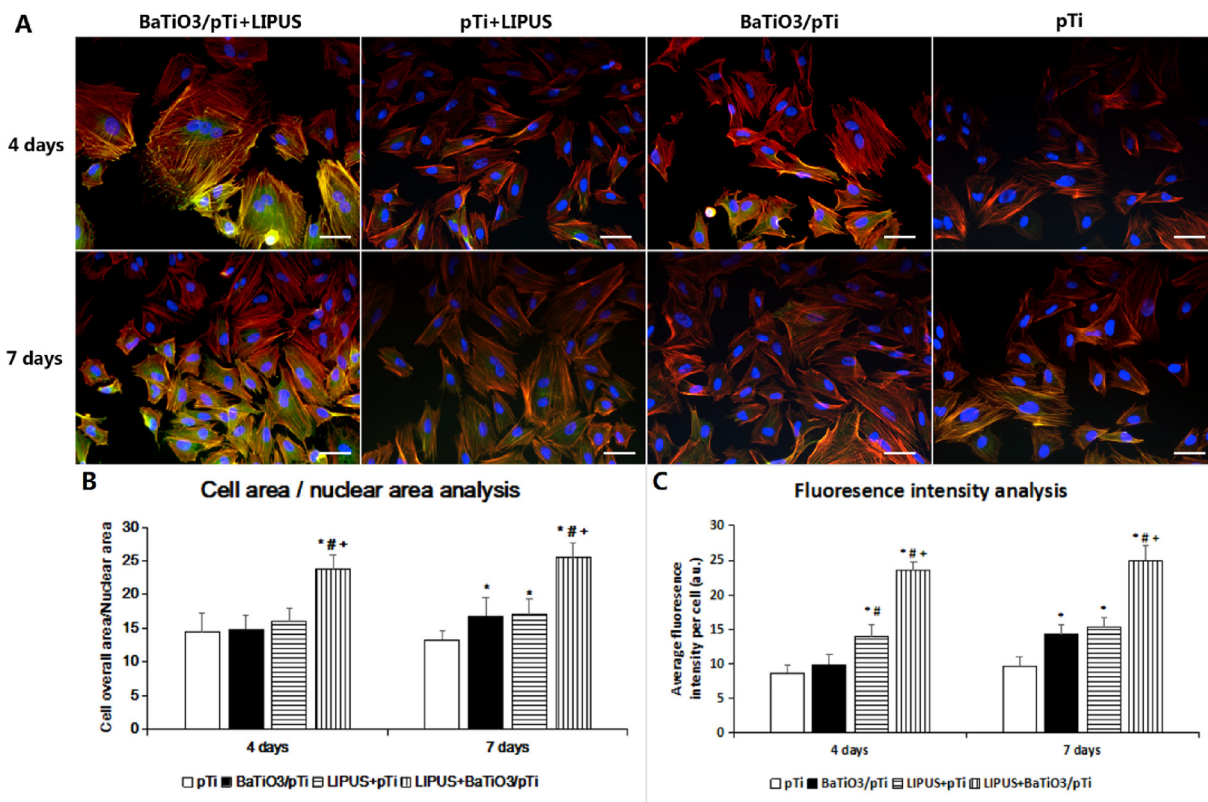 A
BaTiO3/pTi+LIPUS pTi+LIPUS BaTiO3/pTi pTi
4 days
7 days
B
Cell area / nuclear area analysis
Cell overall area/Nuclear area
30
25
20
15
10
5
0
* # +
*
*
* # +
4 days 7 days
pTi BaTiO3/pTi LIPUS+pTi LIPUS+BaTiO3/pTi
C
Fluoresence intensity analysis
Average fluoresence
intensity per cell (au.)
30
25
20
15
10
5
0
* #
* # +
*
*
* # +
4 days 7 days
pTi BaTiO3/pTi LIPUS+pTi LIPUS+BaTiO3/pTi